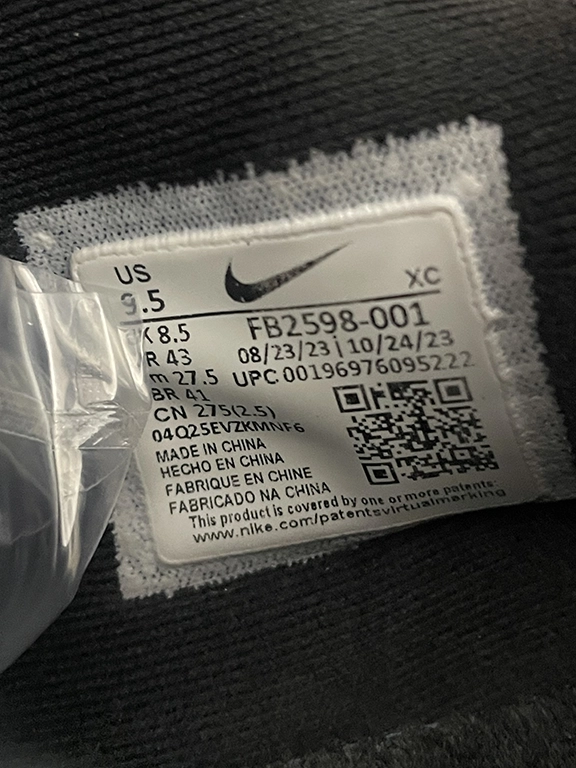 US
9.5
XC
K 8.5
FB2598-001
R 43
08/23/23 | 10/24/23
m 27.5
UPC 00196976095222
BR 41
CN 275(2.5)
04Q25EVZKMNF6
MADE IN CHINA
HECHO EN CHINA
FABRIQUE EN CHINE
FABRICADO NA CHINA
This product is covered by one or more patents:
www.nike.com/patentsvirtualmarking